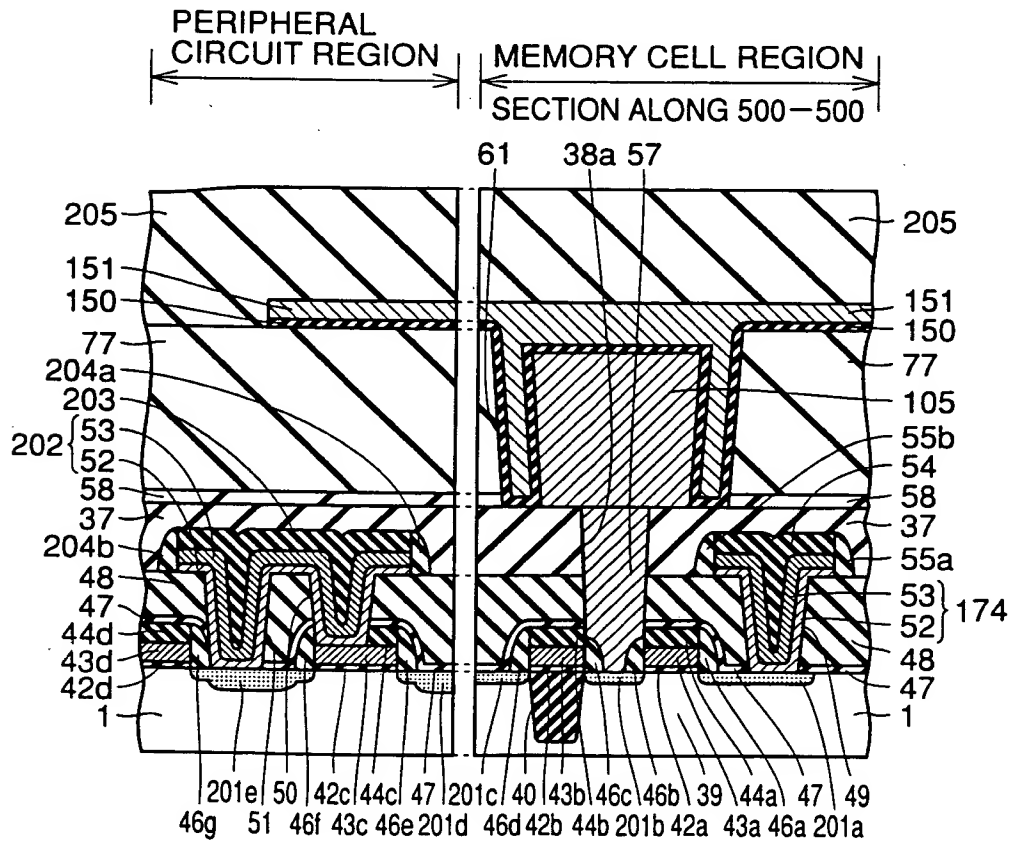 PERIPHERAL
CIRCUIT REGION
MEMORY CELL REGION
SECTION ALONG 500-500
61 38a 57
205 205
151 151
150 150
77 77
204a 105
203 55b
202 { 53 54
52 58
58 37
37 55a
204b 53 } 174
48 52
47 48
44d 47
43d
42d
1 1
201e 50 42c 44c 47 201c 40 43b 46c 46b 39 44a 47 49
46g 51 46f 43c 46e 201d 46d 42b 44b 201b 42a 43a 46a 201a